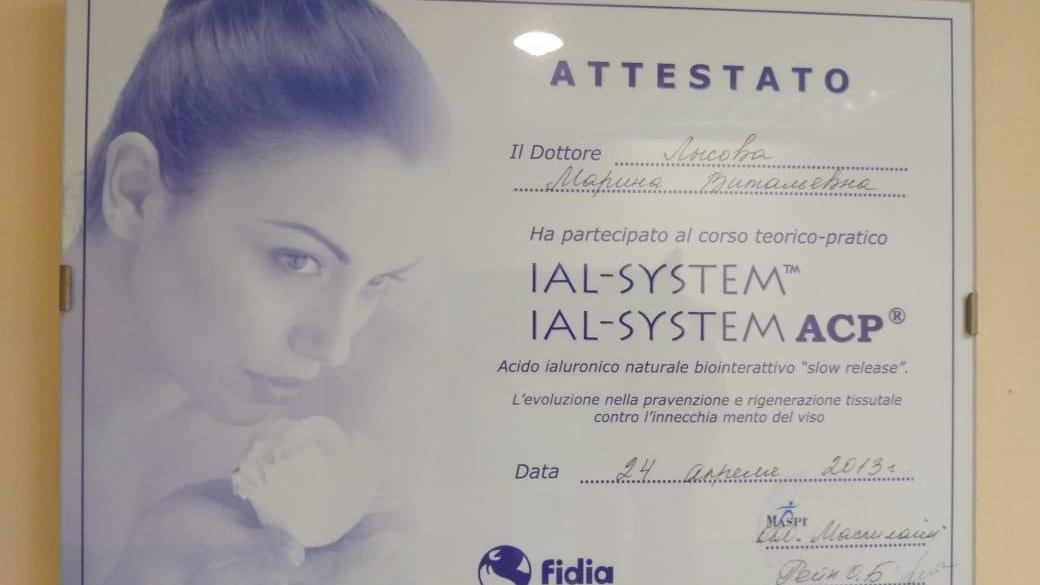 ATTESTATO
Il Dottore Лысова
Марина Витальевна
Ha partecipato al corso teorico-pratico
IAL-SYSTEM™
IAL-SYSTEM ACP®
Acido ialuronico naturale biointerattivo "slow release".
L'evoluzione nella pravenzione e rigenerazione tissutale
contro l'innecchia mento del viso
Data 24 апреля 2013г.
MASPI
fidia
Рейн О.Б.